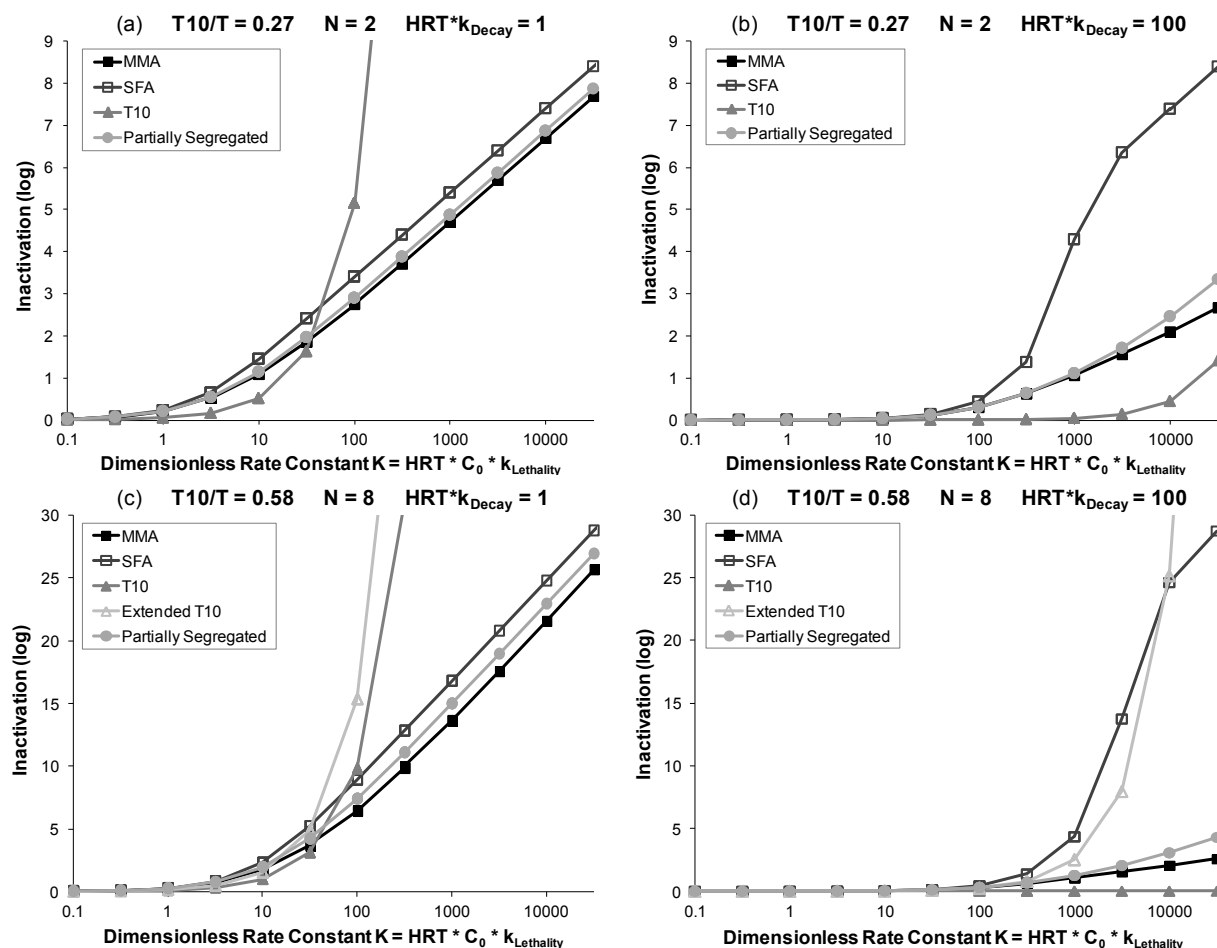 (a) T10/T = 0.27 N = 2 HRT*kDecay = 1
9
8
7
6
5
4
3
2
1
0
Inactivation (log)
MMA
SFA
T10
Partially Segregated
0.1 1 10 100 1000 10000
Dimensionless Rate Constant K = HRT * C0 * kLethality
(b) T10/T = 0.27 N = 2 HRT*kDecay = 100
9
8
7
6
5
4
3
2
1
0
Inactivation (log)
MMA
SFA
T10
Partially Segregated
0.1 1 10 100 1000 10000
Dimensionless Rate Constant K = HRT * C0 * kLethality
(c) T10/T = 0.58 N = 8 HRT*kDecay = 1
30
25
20
15
10
5
0
Inactivation (log)
MMA
SFA
T10
Extended T10
Partially Segregated
0.1 1 10 100 1000 10000
Dimensionless Rate Constant K = HRT * C0 * kLethality
(d) T10/T = 0.58 N = 8 HRT*kDecay = 100
30
25
20
15
10
5
0
Inactivation (log)
MMA
SFA
T10
Extended T10
Partially Segregated
0.1 1 10 100 1000 10000
Dimensionless Rate Constant K = HRT * C0 * kLethality